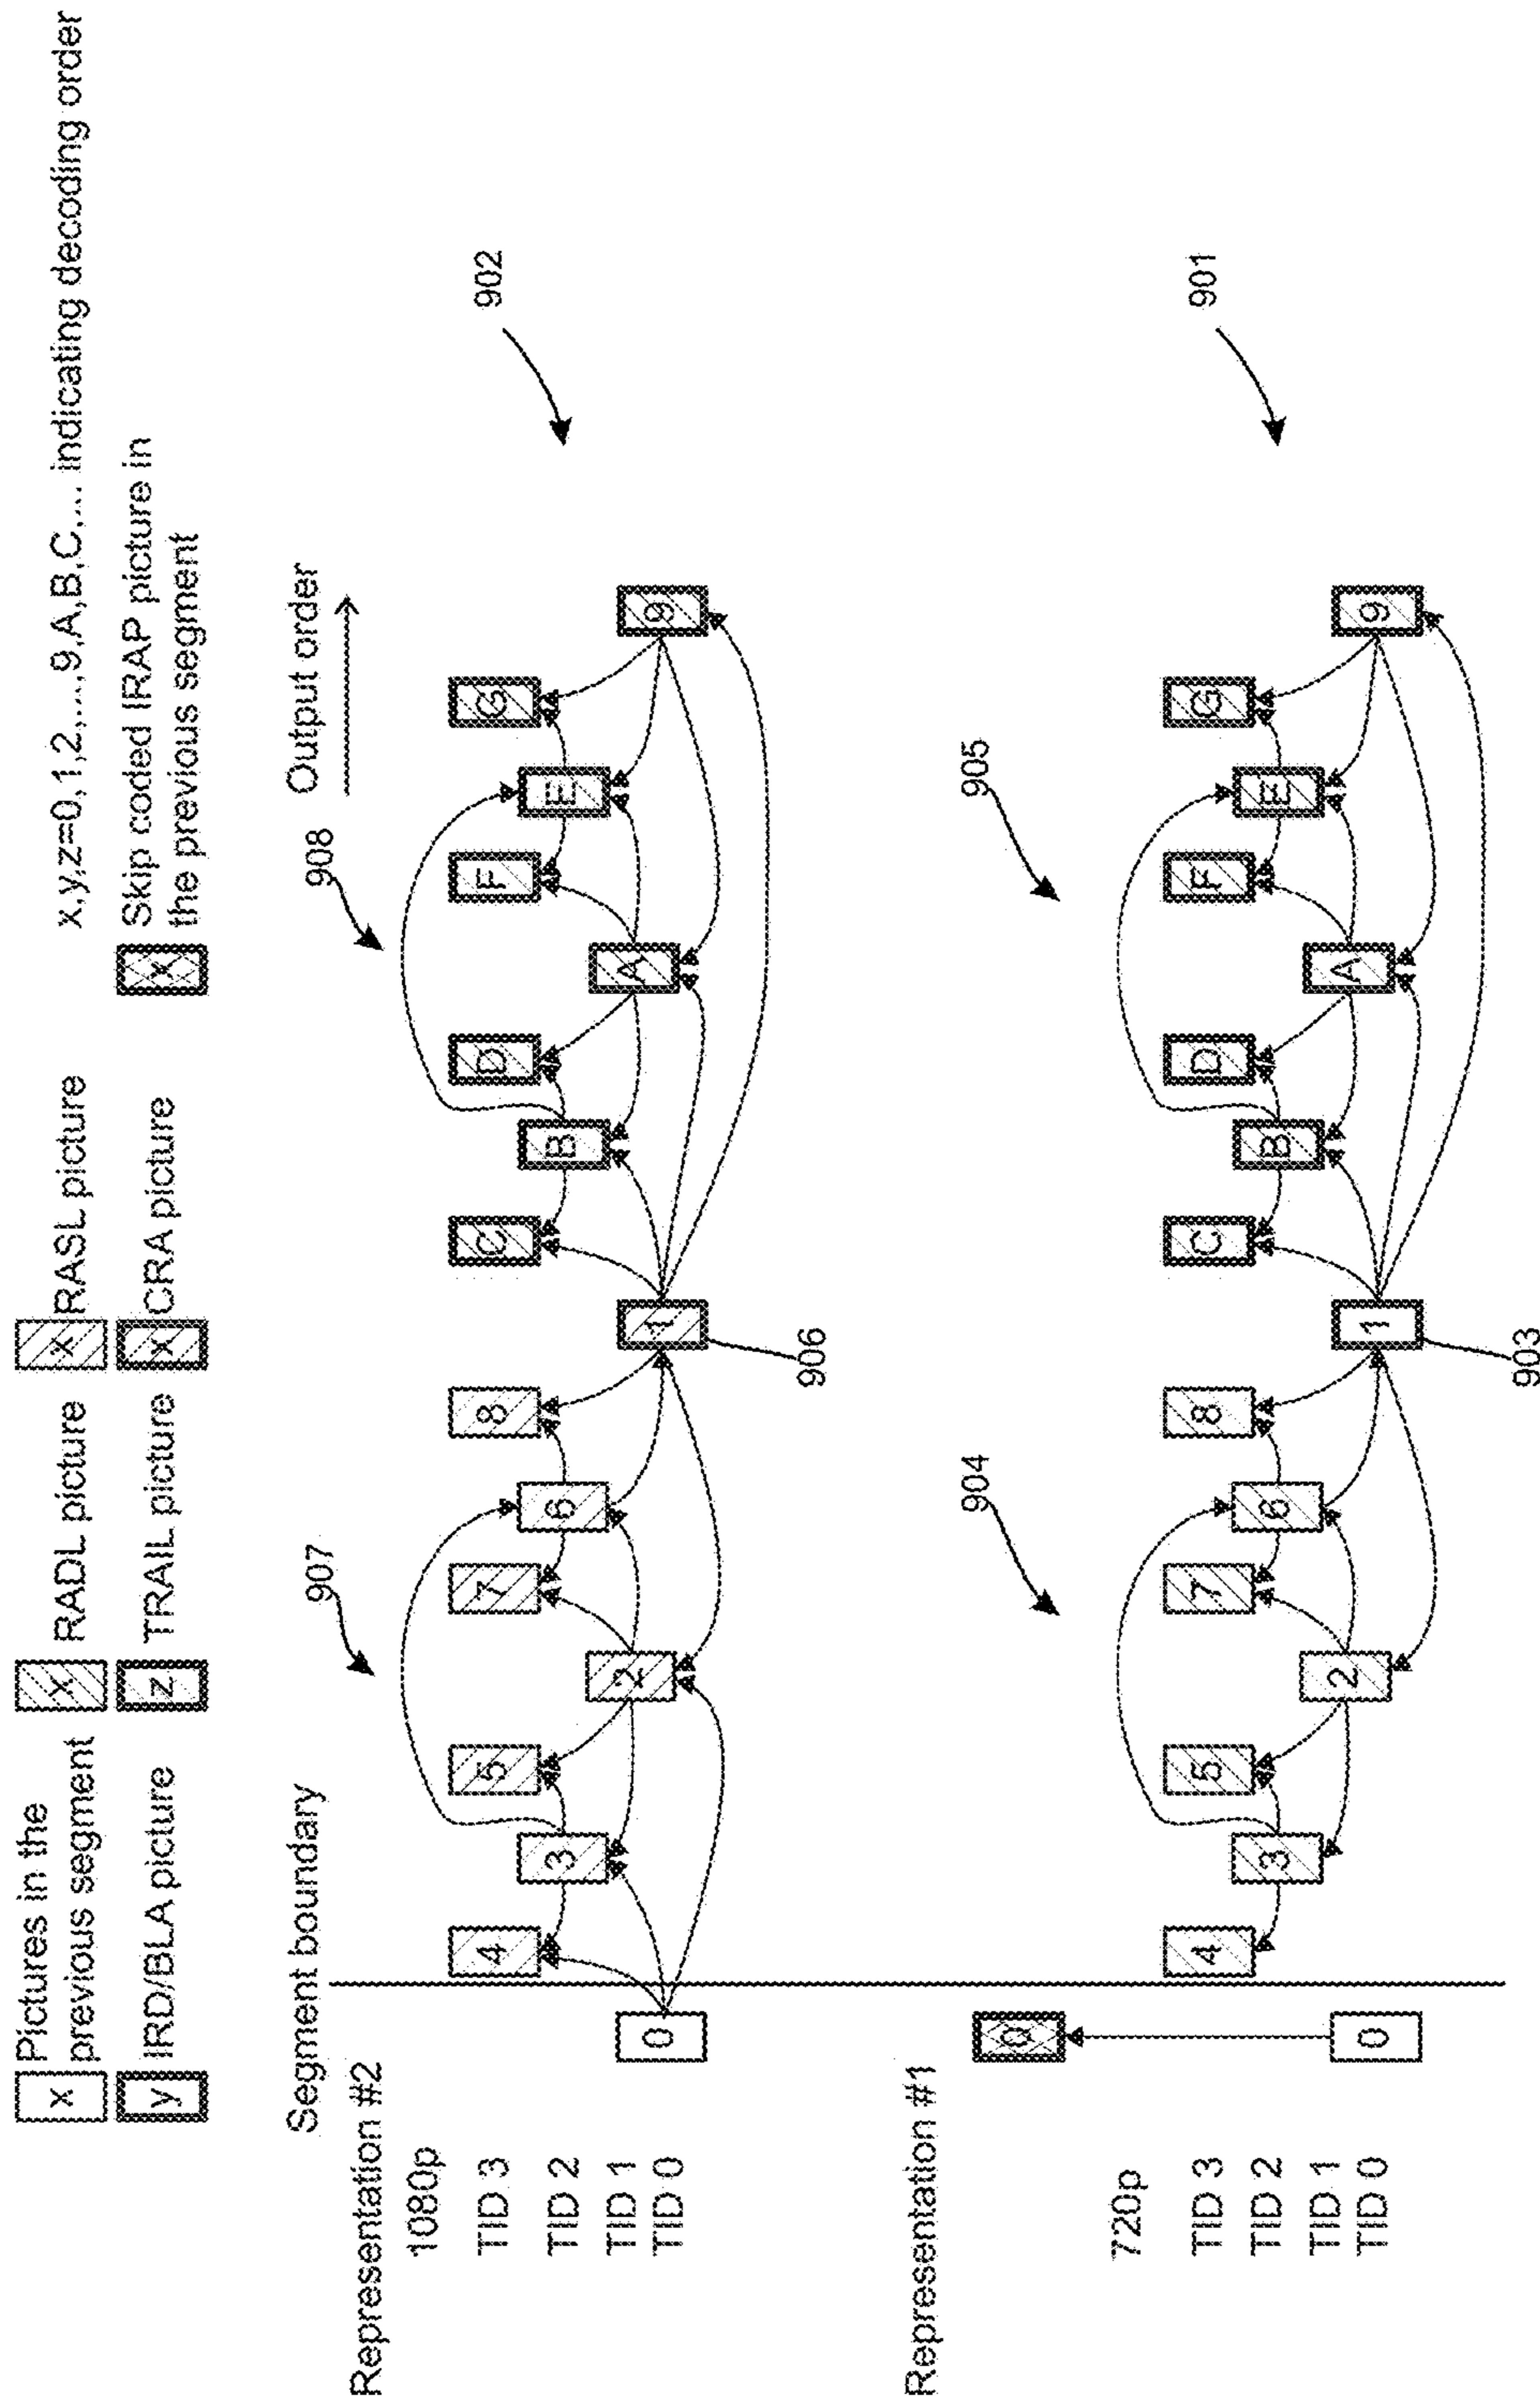 x Pictures in the
previous segment
x RADL picture
x RASL picture
x,y,z=0,1,2,...,9,A,B,C,... indicating decoding order
y IRD/BLA picture
z TRAIL picture
x CRA picture
x Skip coded IRAP picture in
the previous segment
Segment boundary
Output order
Representation #2
1080p
TID 3
TID 2
TID 1
TID 0
907
908
902
4 5 7 8 C D F G
3 6 B E
2 A
0 1 9
906
Representation #1
720p
TID 3
TID 2
TID 1
TID 0
904
905
901
4 5 7 8 C D F G
3 6 B E
2 A
0 1 9
903